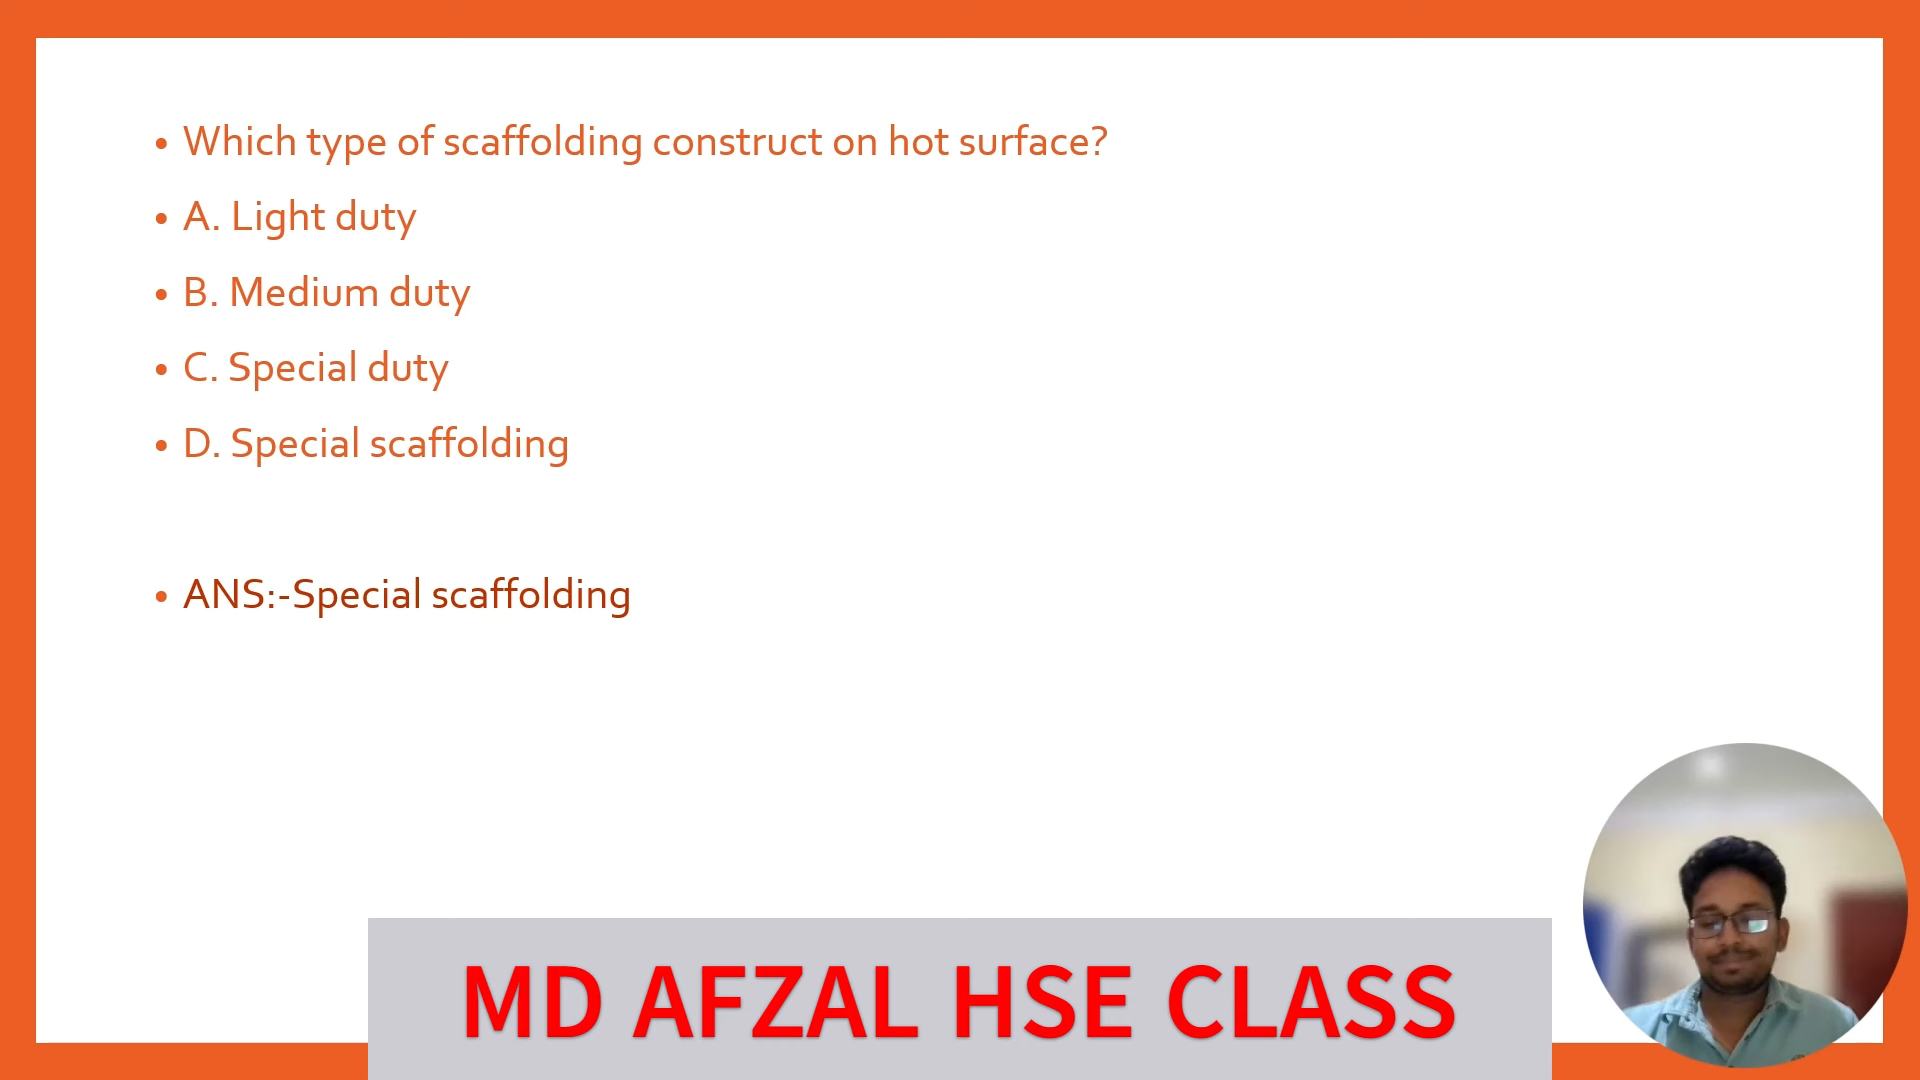 • Which type of scaffolding construct on hot surface?
• A. Light duty
• B. Medium duty
• C. Special duty
• D. Special scaffolding
• ANS:-Special scaffolding
MD AFZAL HSE CLASS